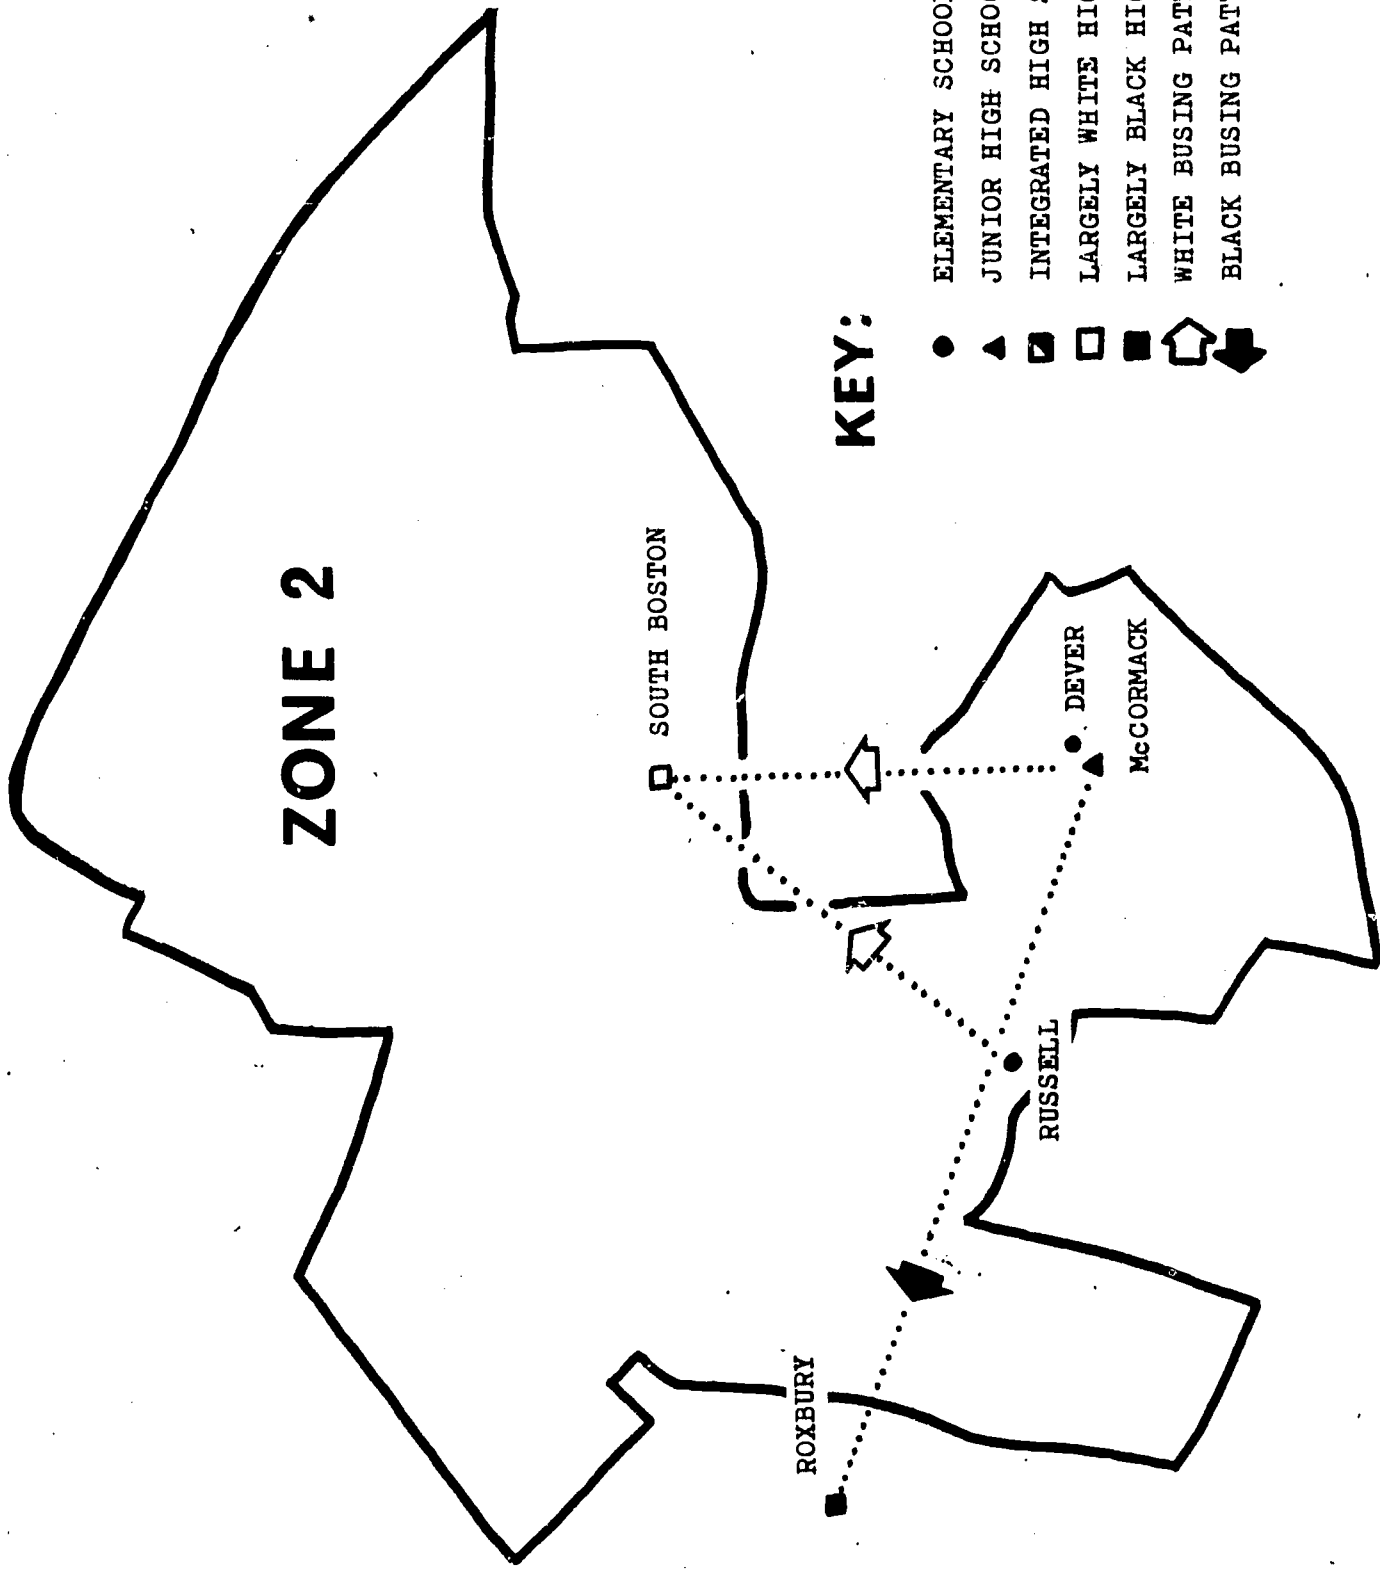 ZONE 2
SOUTH BOSTON
DEVER
McCORMACK
RUSSELL
ROXBURY
KEY:
ELEMENTARY
JUNIOR HIGH
INTEGRATED HIGH
LARGELY WHITE
LARGELY BLACK
WHITE BUSING
BLACK BUSING